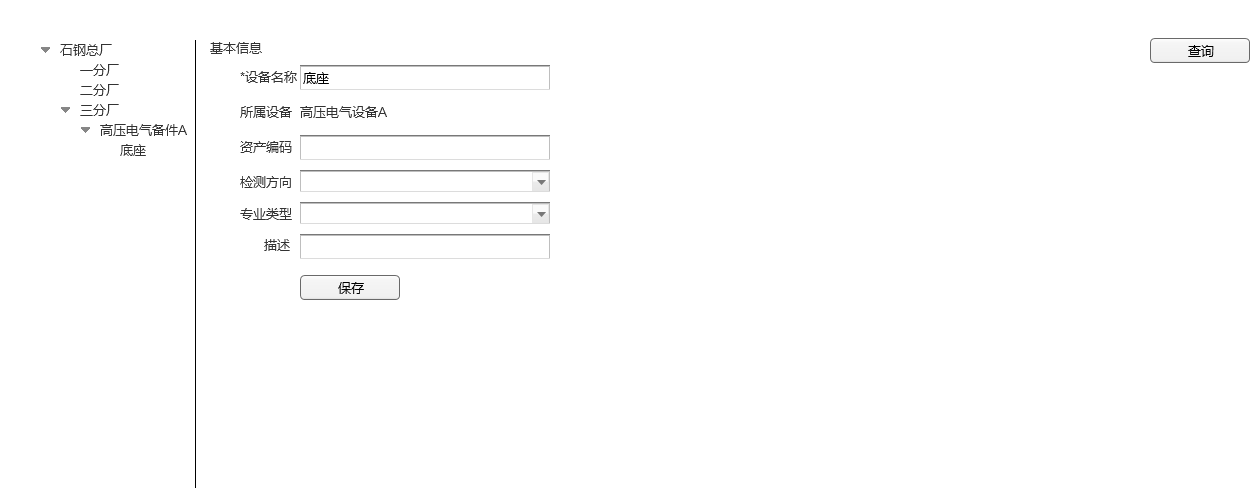 石钢总厂
一分厂
二分厂
三分厂
高压电气备件A
底座
基本信息
查询
*设备名称 底座
所属设备 高压电气设备A
资产编码
检测方向
专业类型
描述
保存